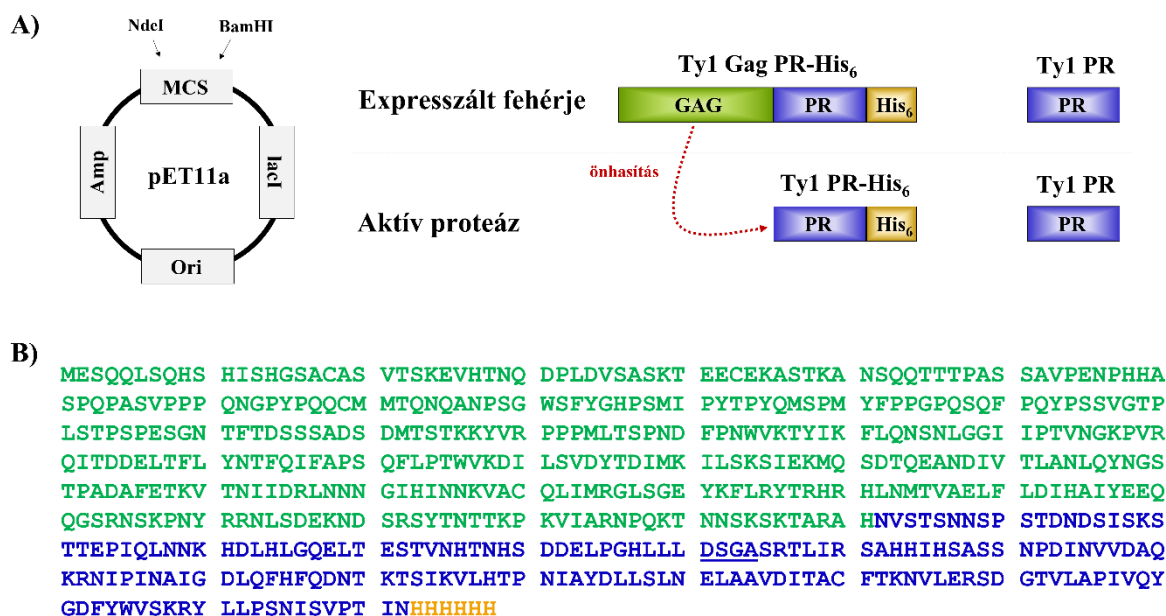 A)
NdeI
BamHI
MCS
Amp
pET11a
lacI
Ori
Ty1 Gag PR-His6
Ty1 PR
Expresszált fehérje
GAG
PR
His6
PR
önhasítás
Ty1 PR-His6
Ty1 PR
Aktív proteáz
PR
His6
PR
B)
MESQQLSQHS HISHGSACAS VTSKEVHTNQ DPLDVSASKT EECEKASTKA NSQQTTTPAS SAVPENPHHA
SPQPASVPPP QNGPYPQQCM MTQNQANPSG WSFYGHPSMI PYTPYQMSPM YFPPGPQSQF PQYPSSVGTP
LSTPSPESGN TFTDSSSADS DMTSTKKYVR PPPMLTSPND FPNWVKTYIK FLQNSNLGGI IPTVNGKPVR
QITDDELTFL YNTFQIFAPS QFLPTWVKDI LSVDYTDIMK ILSKSIEKMQ SDTQEANDIV TLANLQYNGS
TPADAFETKV TNIIDRLNNN GIHINNKVAC QLIMRGLSGE YKFLRYTRHR HLNMTVAELF LDIHAIYEEQ
QGSRNSKPNY RRNLSDEKND SRSYTNTTKP KVIARNPQKT NNSKSKTARA HNVSTSNNSP STDNDSISKS
TTEPIQLNNK HDLHLGQELT ESTVNHTNHS DDELPGHLLL DSGASRTLIR SAHHIHSASS NPDINVVDAQ
KRNIPINAIG DLQFHFQDNT KTSIKVLHTP NIAYDLLSLN ELAAVDITAC FTKNVLERSD GTVLAPIVQY
GDFYWVSKRY LLPSNISVPT INHHHHHH